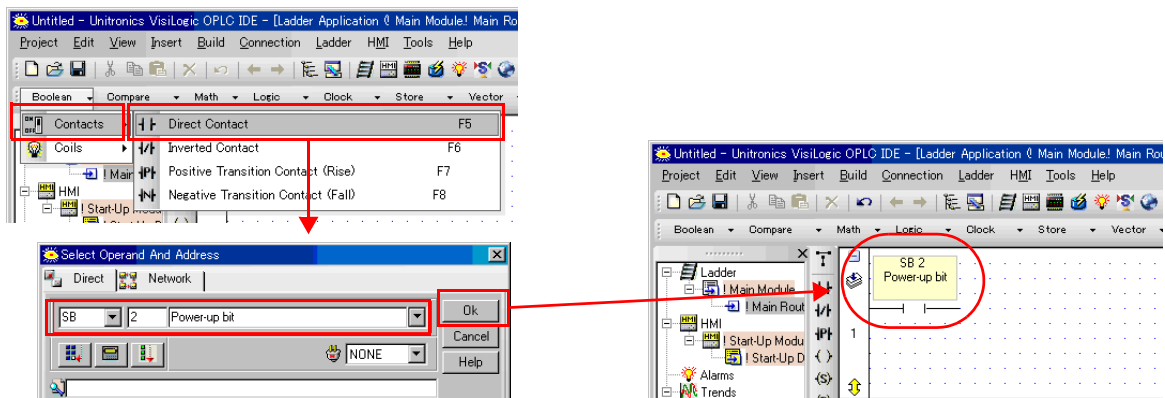 Untitled - Unitronics VisiLogic OPLC IDE - [Ladder Application (! Main Module.! Main Ro
Project Edit View Insert Build Connection Ladder HMI Tools Help
Boolean Compare Math Logic Clock Store Vector
Contacts
Direct Contact F5
Coils
Inverted Contact F6
! Main
Positive Transition Contact (Rise) F7
HMI
Negative Transition Contact (Fall) F8
! Start-Up Modu
Select Operand And Address
Direct Network
SB 2 Power-up bit
Ok
Cancel
Help
NONE
Untitled - Unitronics VisiLogic OPLC IDE - [Ladder Application (! Main Module.! Main Rou
Project Edit View Insert Build Connection Ladder HMI Tools Help
Boolean Compare Math Logic Clock Store Vector
Ladder
! Main Module
! Main Rout
HMI
! Start-Up Modu
! Start-Up D
Alarms
Trends
SB 2
Power-up bit
1